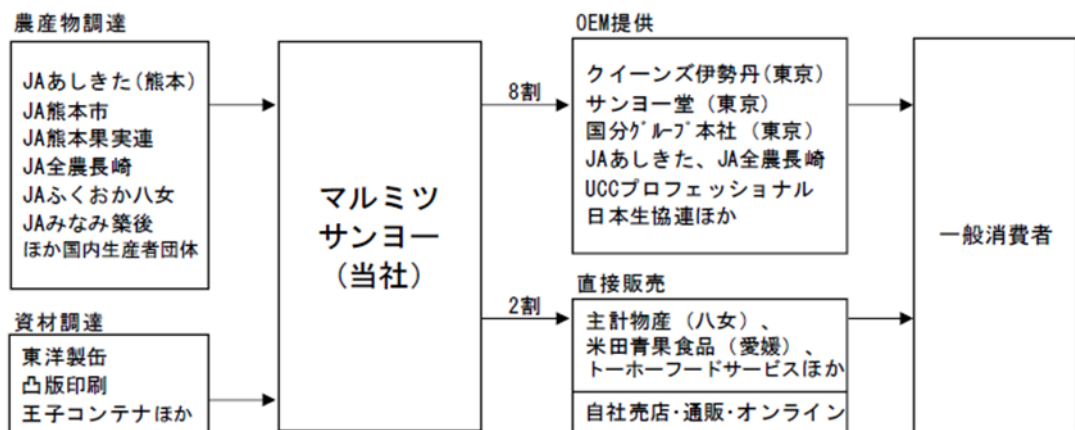 農産物調達
JAあしきた(熊本)
JA熊本市
JA熊本果実連
JA全農長崎
JAふくおか八女
JAみなみ築後
ほか国内生産者団体
資材調達
東洋製缶
凸版印刷
王子コンテナほか
マルミツ
サンヨー
(当社)
8割
2割
OEM提供
クイーンズ伊勢丹(東京)
サンヨー堂(東京)
国分グループ本社(東京)
JAあしきた、JA全農長崎
UCCプロフェッショナル
日本生協連ほか
直接販売
主計物産(八女)、
米田青果食品(愛媛)、
トーホーフードサービスほか
自社売店・通販・オンライン
一般消費者